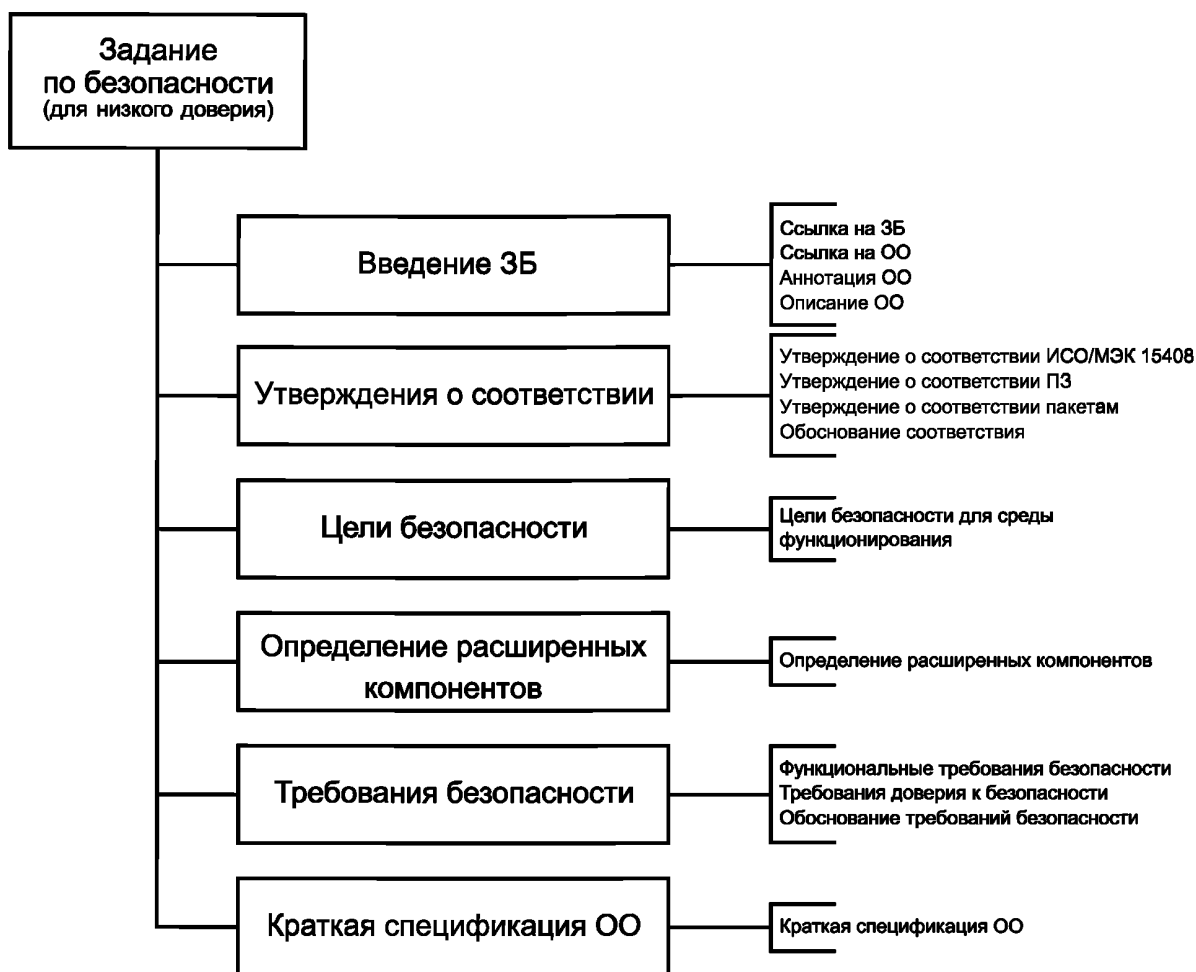 Задание
по безопасности
(для низкого доверия)
Введение ЗБ
Ссылка на ЗБ
Ссылка на ОО
Аннотация ОО
Описание ОО
Утверждения о соответствии
Утверждение о соответствии ИСО/МЭК 15408
Утверждение о соответствии ПЗ
Утверждение о соответствии пакетам
Обоснование соответствия
Цели безопасности
Цели безопасности для среды
функционирования
Определение расширенных
компонентов
Определение расширенных компонентов
Требования безопасности
Функциональные требования безопасности
Требования доверия к безопасности
Обоснование требований безопасности
Краткая спецификация ОО
Краткая спецификация ОО